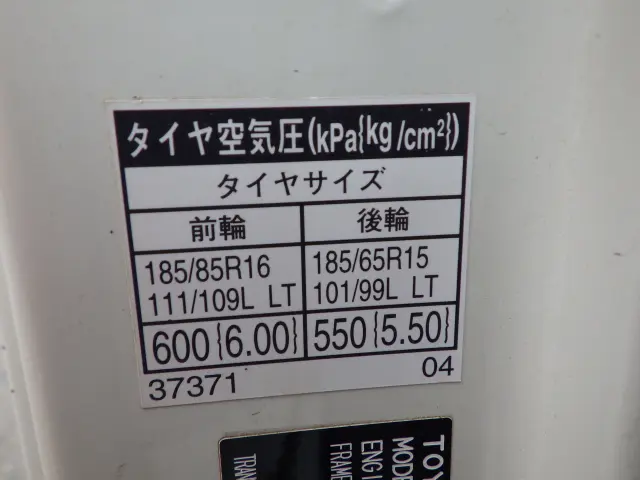 タイヤ空気圧(kPa{kg/cm²})
タイヤサイズ
前輪 後輪
185/85R16 185/65R15
111/109L LT 101/99L LT
600{6.00} 550{5.50}
37371 04
TOY
MODE
ENGI
FRAME
TRAN